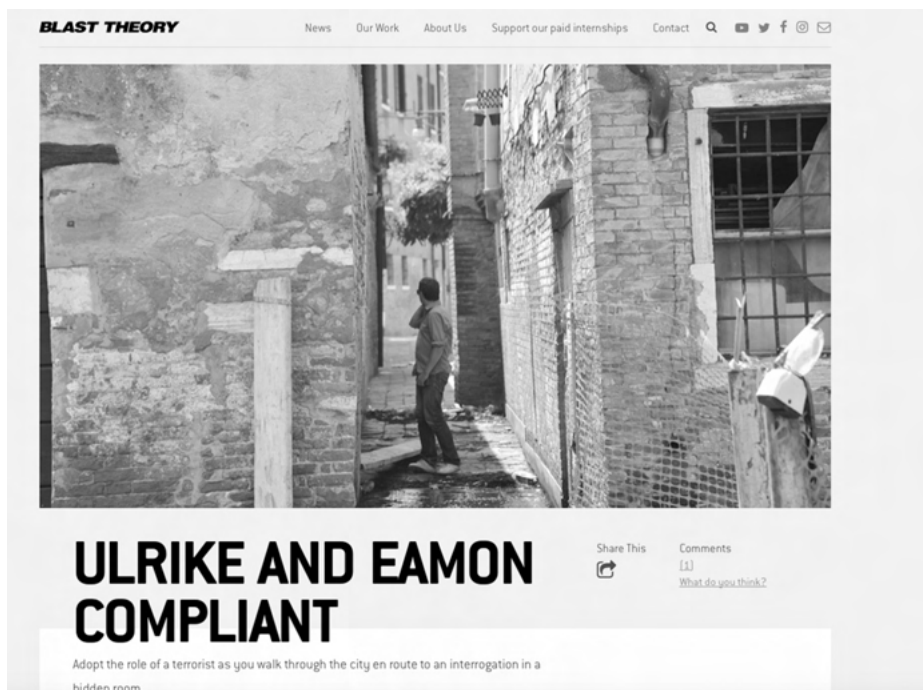 BLAST THEORY
News Our Work About Us Support our paid internships Contact
ULRIKE AND EAMON
COMPLIANT
Share This
Comments
[1]
What do you think?
Adopt the role of a terrorist as you walk through the city en route to an interrogation in a
hidden room